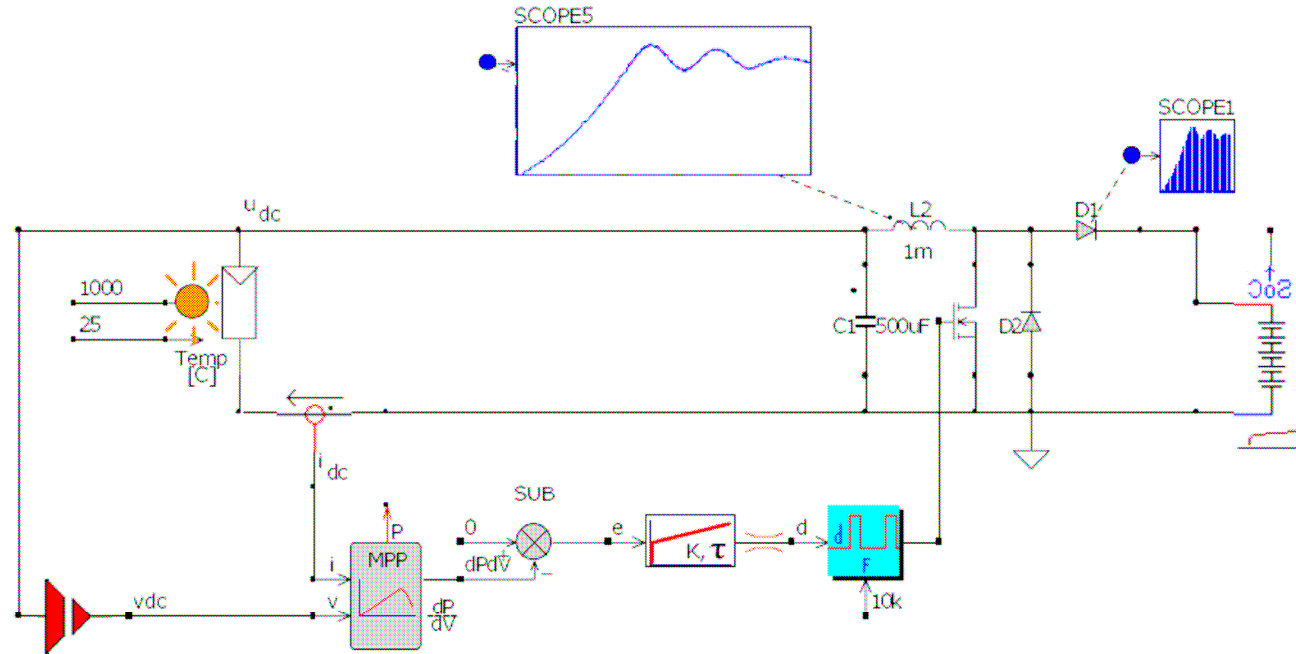 SCOPE5
SCOPE1
u dc
L2
D1
1m
1000
25
Temp
[C]
C1
500uF
D2
SoC
i dc
SUB
P
0
e
d
d
MPP
K, τ
i
dPdV
F
v
vdc
dP
dV
10k